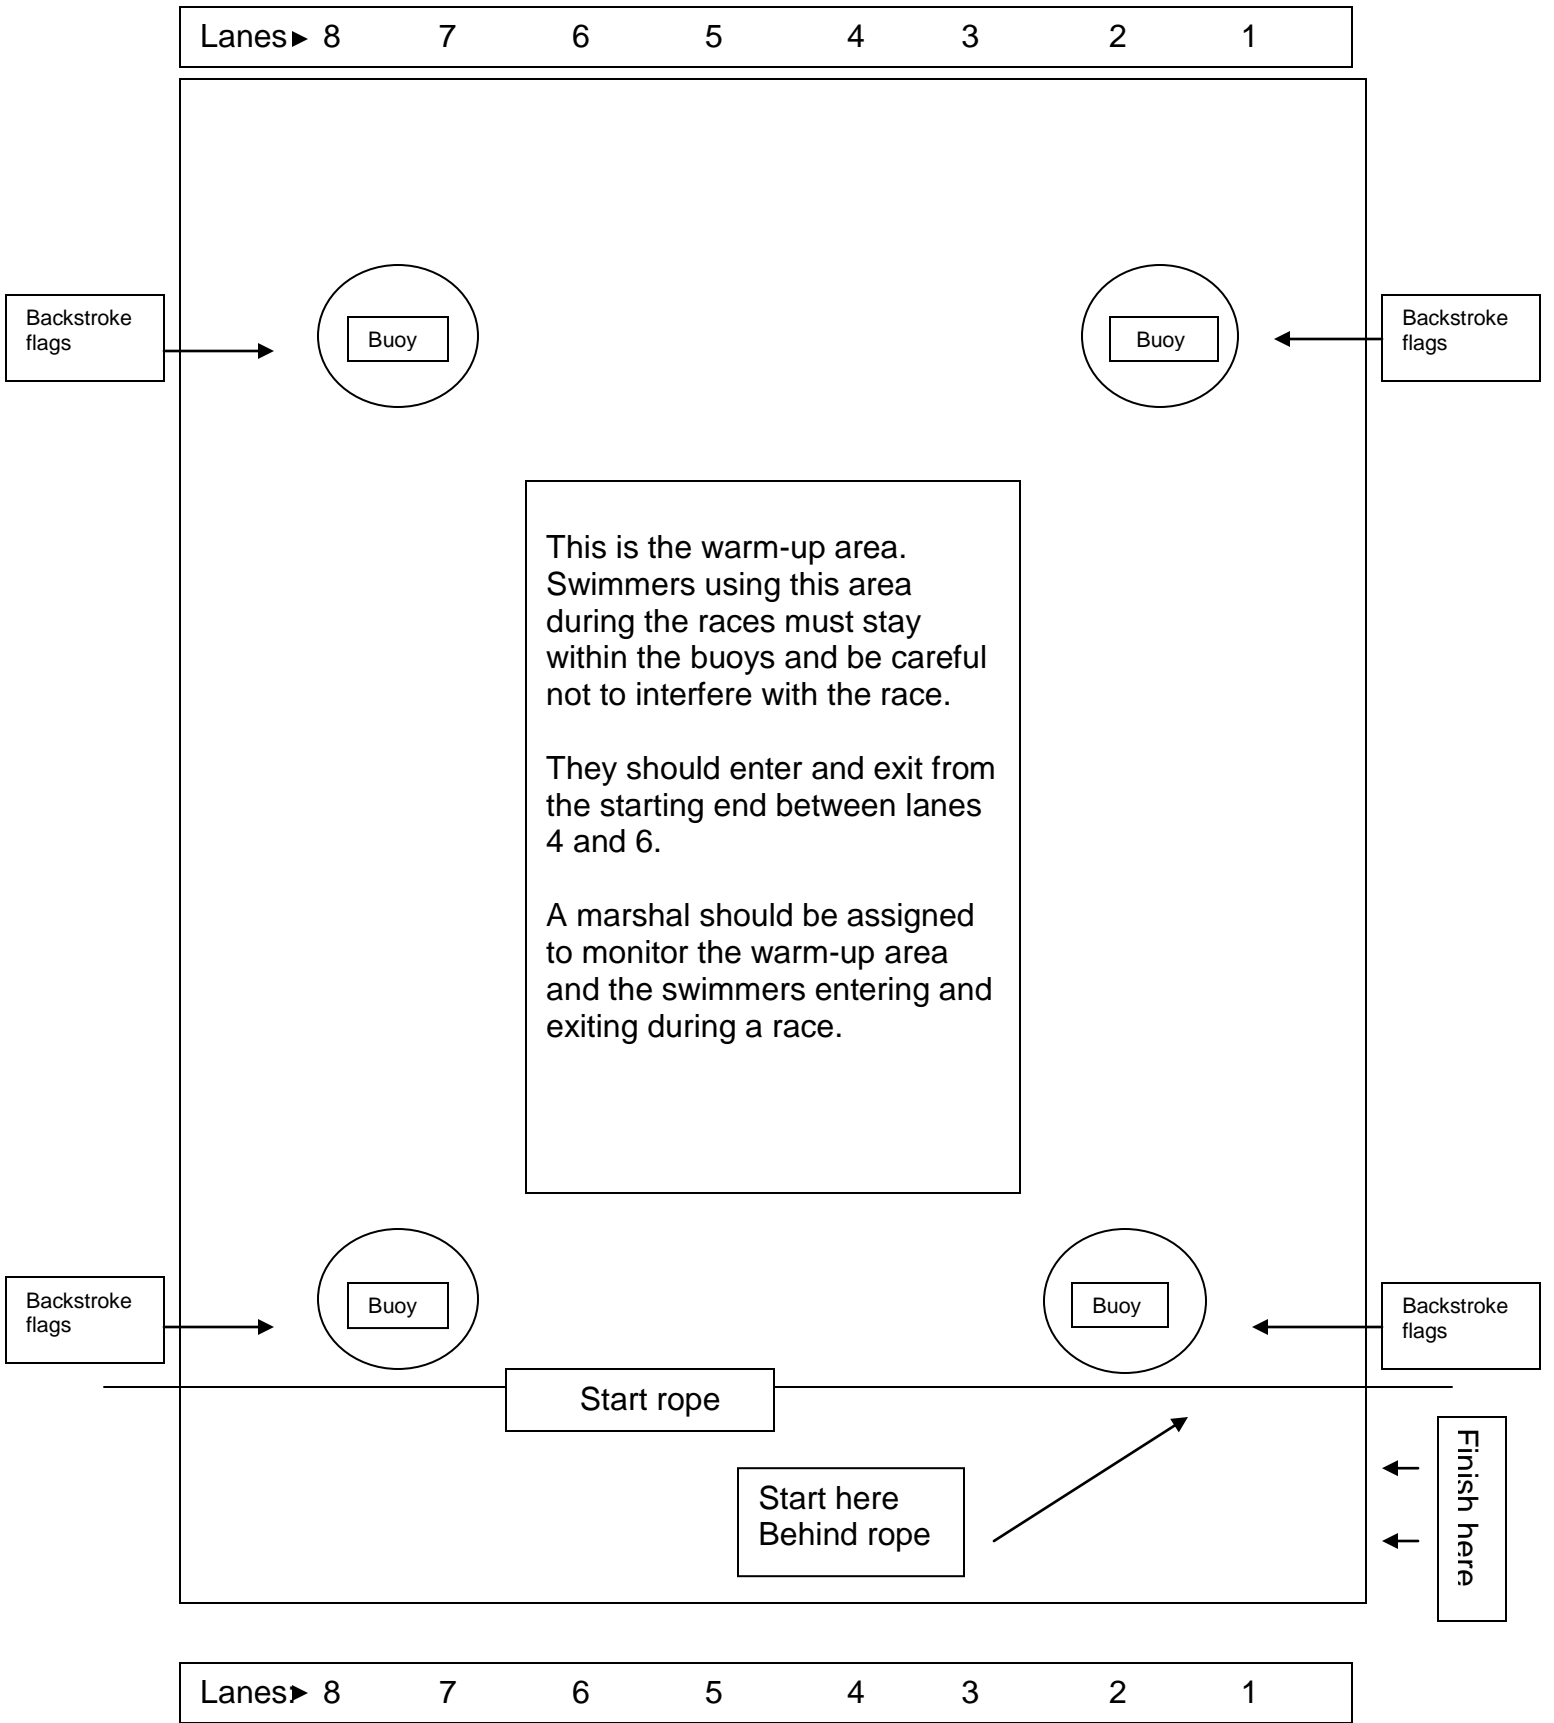 Lanes► 8 7 6 5 4 3 2 1
Backstroke
flags
Buoy
Buoy
Backstroke
flags
This is the warm-up area.
Swimmers using this area
during the races must stay
within the buoys and be careful
not to interfere with the race.
They should enter and exit from
the starting end between lanes
4 and 6.
A marshal should be assigned
to monitor the warm-up area
and the swimmers entering and
exiting during a race.
Backstroke
flags
Buoy
Buoy
Backstroke
flags
Start rope
Start here
Behind rope
Finish here
Lanes:► 8 7 6 5 4 3 2 1